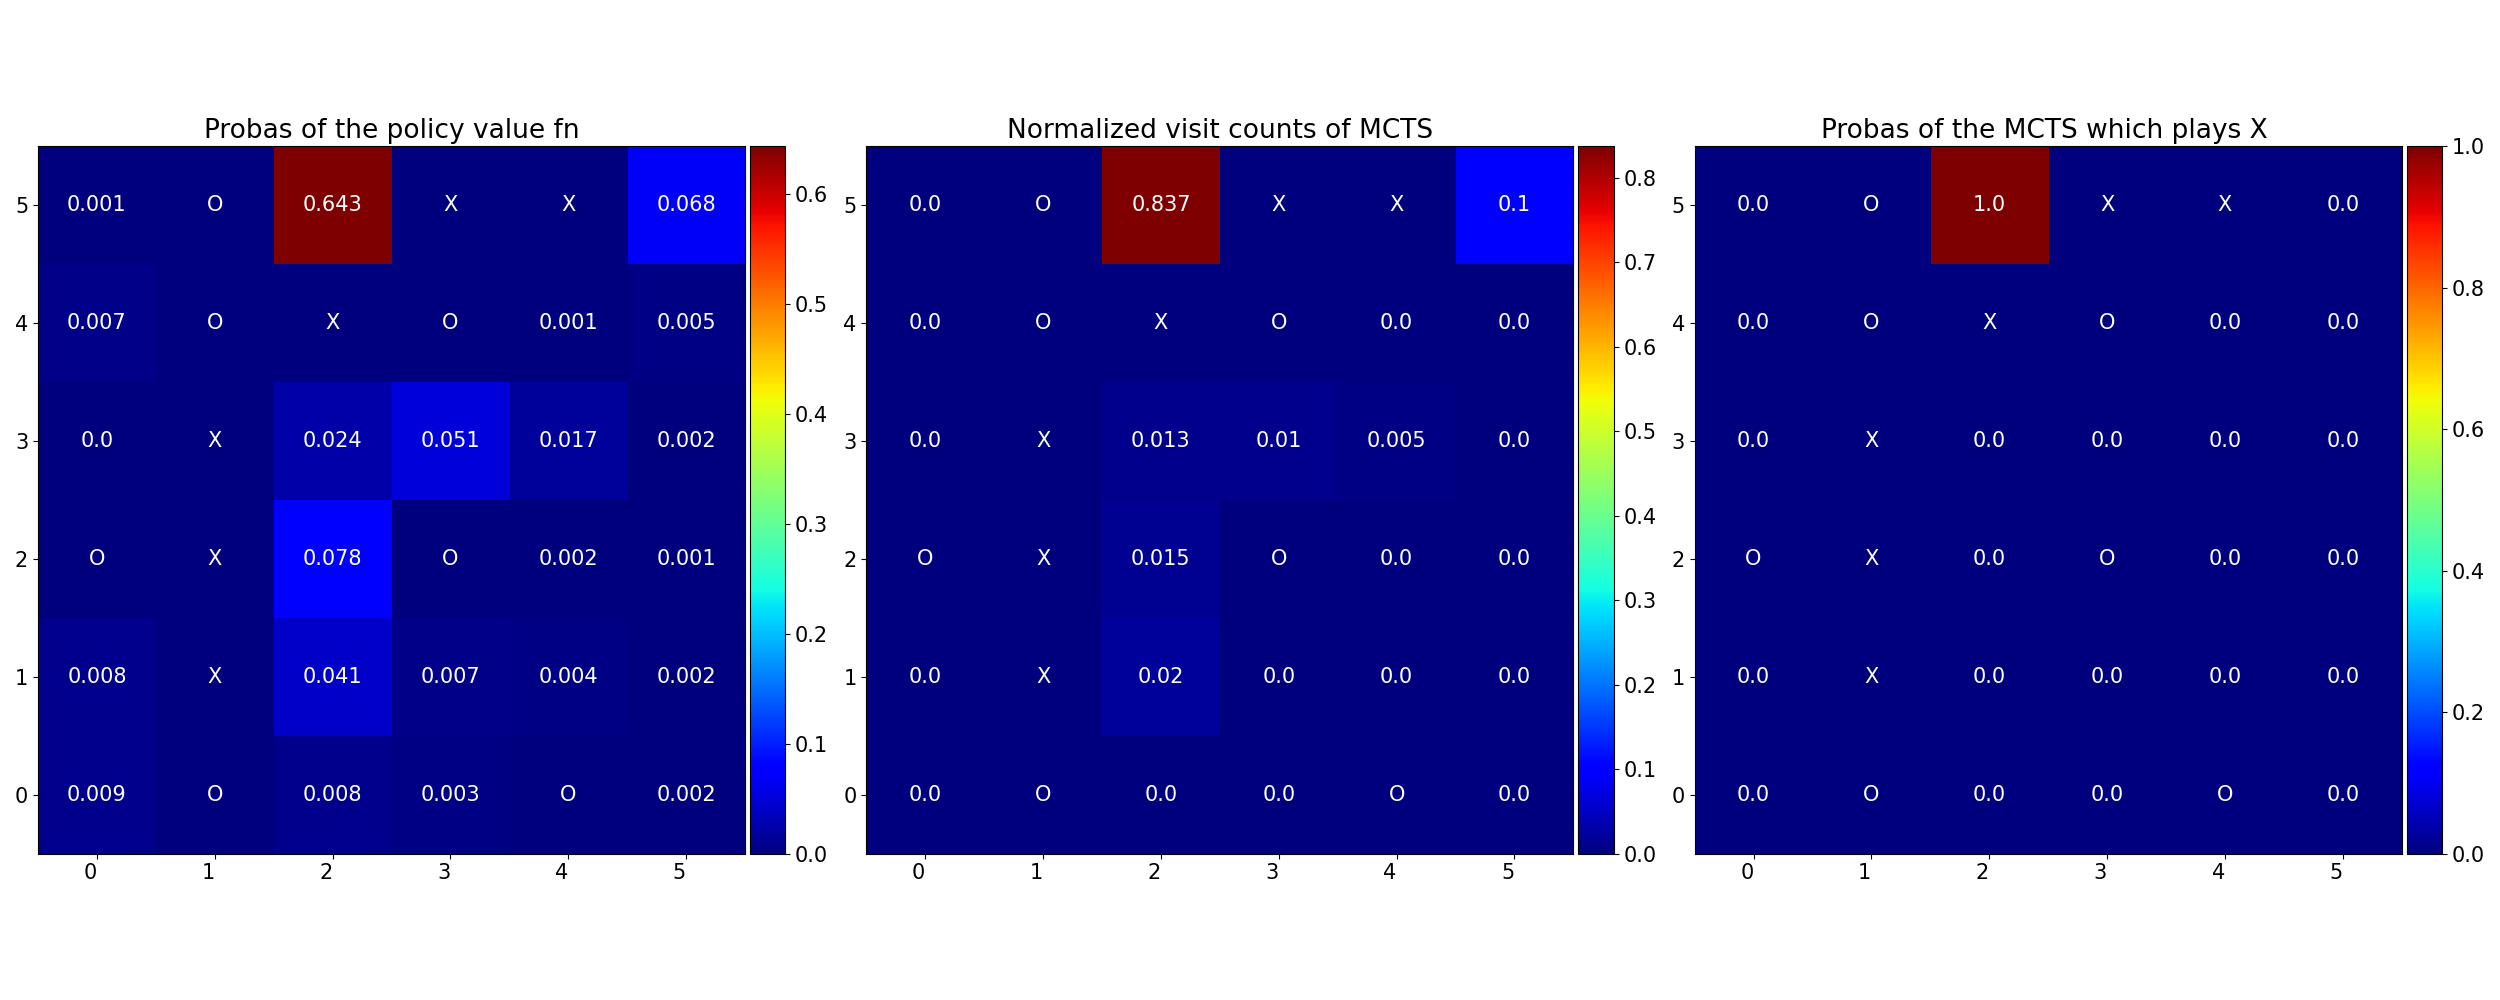 Probas of the policy value fn
5 0.001 O 0.643 X X 0.068
4 0.007 O X O 0.001 0.005
3 0.0 X 0.024 0.051 0.017 0.002
2 O X 0.078 O 0.002 0.001
1 0.008 X 0.041 0.007 0.004 0.002
0 0.009 O 0.008 0.003 O 0.002
0 1 2 3 4 5
0.6
0.5
0.4
0.3
0.2
0.1
0.0
Normalized visit counts of MCTS
5 0.0 O 0.837 X X 0.1
4 0.0 O X O 0.0 0.0
3 0.0 X 0.013 0.01 0.005 0.0
2 O X 0.015 O 0.0 0.0
1 0.0 X 0.02 0.0 0.0 0.0
0 0.0 O 0.0 0.0 O 0.0
0 1 2 3 4 5
0.8
0.7
0.6
0.5
0.4
0.3
0.2
0.1
0.0
Probas of the MCTS which plays X
5 0.0 O 1.0 X X 0.0
4 0.0 O X O 0.0 0.0
3 0.0 X 0.0 0.0 0.0 0.0
2 O X 0.0 O 0.0 0.0
1 0.0 X 0.0 0.0 0.0 0.0
0 0.0 O 0.0 0.0 O 0.0
0 1 2 3 4 5
1.0
0.8
0.6
0.4
0.2
0.0